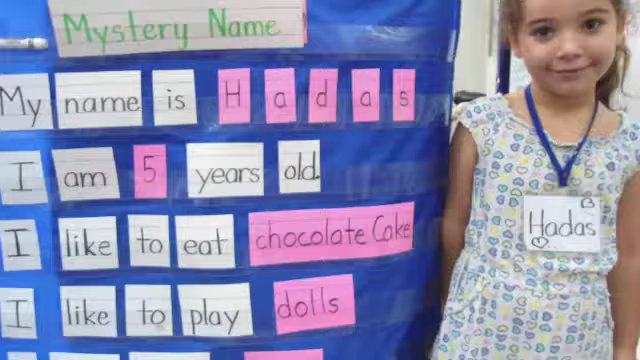 Mystery Name
My name is Hadas
I am 5 years old.
I like to eat chocolate Cake
I like to play dolls
Hadas